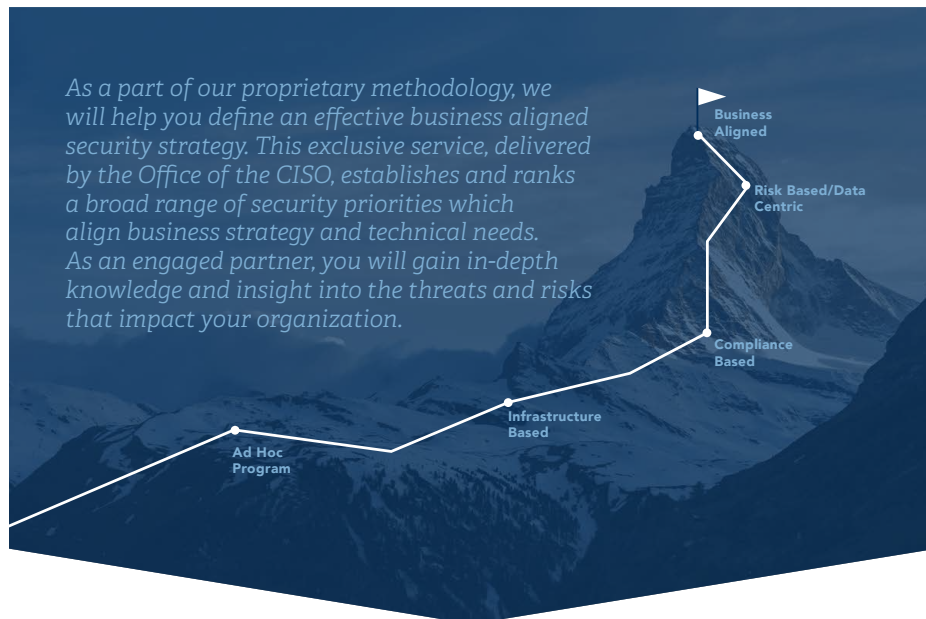 As a part of our proprietary methodology, we
will help you define an effective business aligned
security strategy. This exclusive service, delivered
by the Office of the CISO, establishes and ranks
a broad range of security priorities which
align business strategy and technical needs.
As an engaged partner, you will gain in-depth
knowledge and insight into the threats and risks
that impact your organization.
Business
Aligned
Risk Based/Data
Centric
Compliance
Based
Infrastructure
Based
Ad Hoc
Program